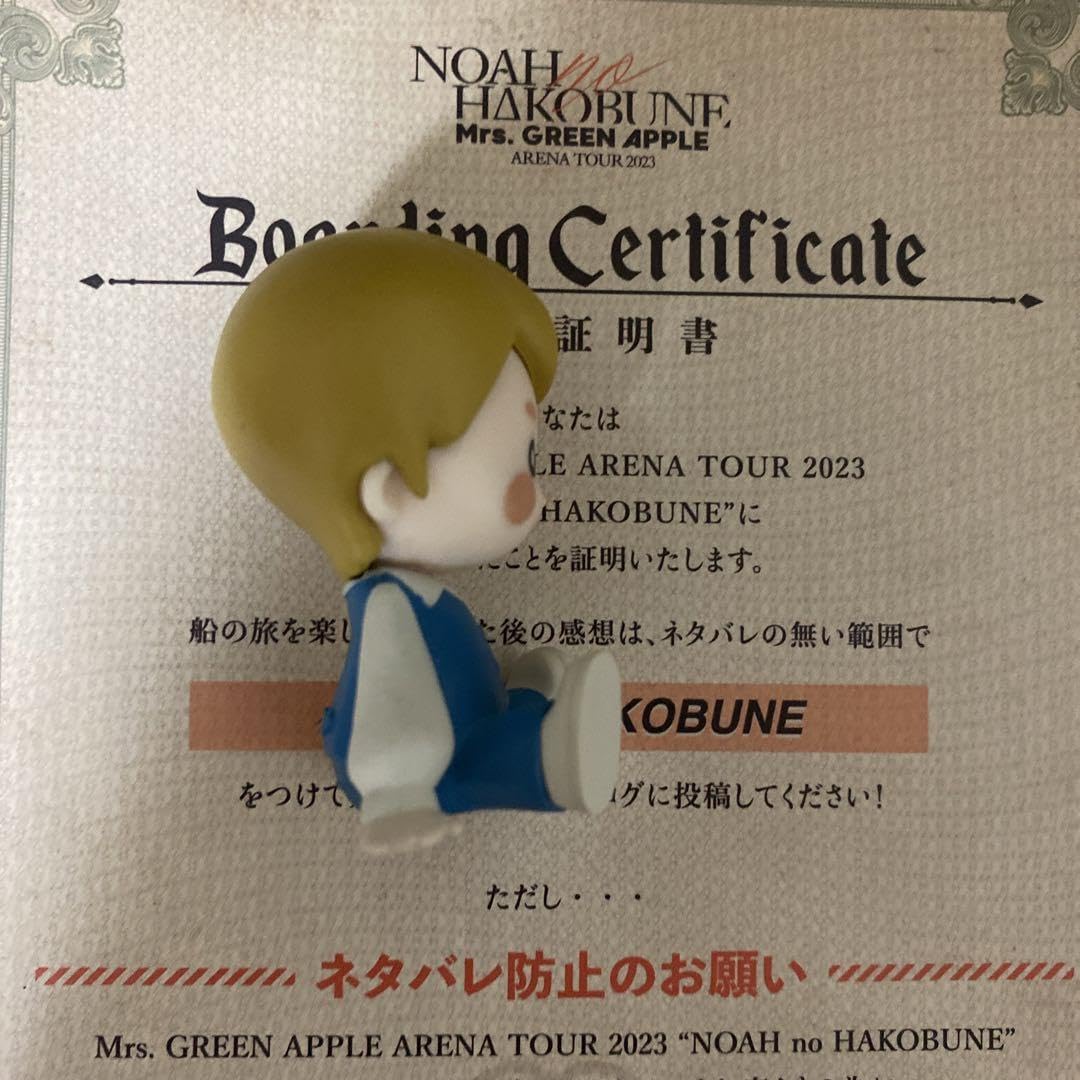 NOAH no
HAKOBUNE
Mrs. GREEN APPLE
ARENA TOUR 2023
Boarding Certificate
証明書
なたは
LE ARENA TOUR 2023
HAKOBUNE”に
ことを証明いたします。
船の旅を楽し た後の感想は、ネタバレの無い範囲で
KOBUNE
をつけて グに投稿してください!
ただし・・・
ネタバレ防止のお願い
Mrs. GREEN APPLE ARENA TOUR 2023 “NOAH no HAKOBUNE”